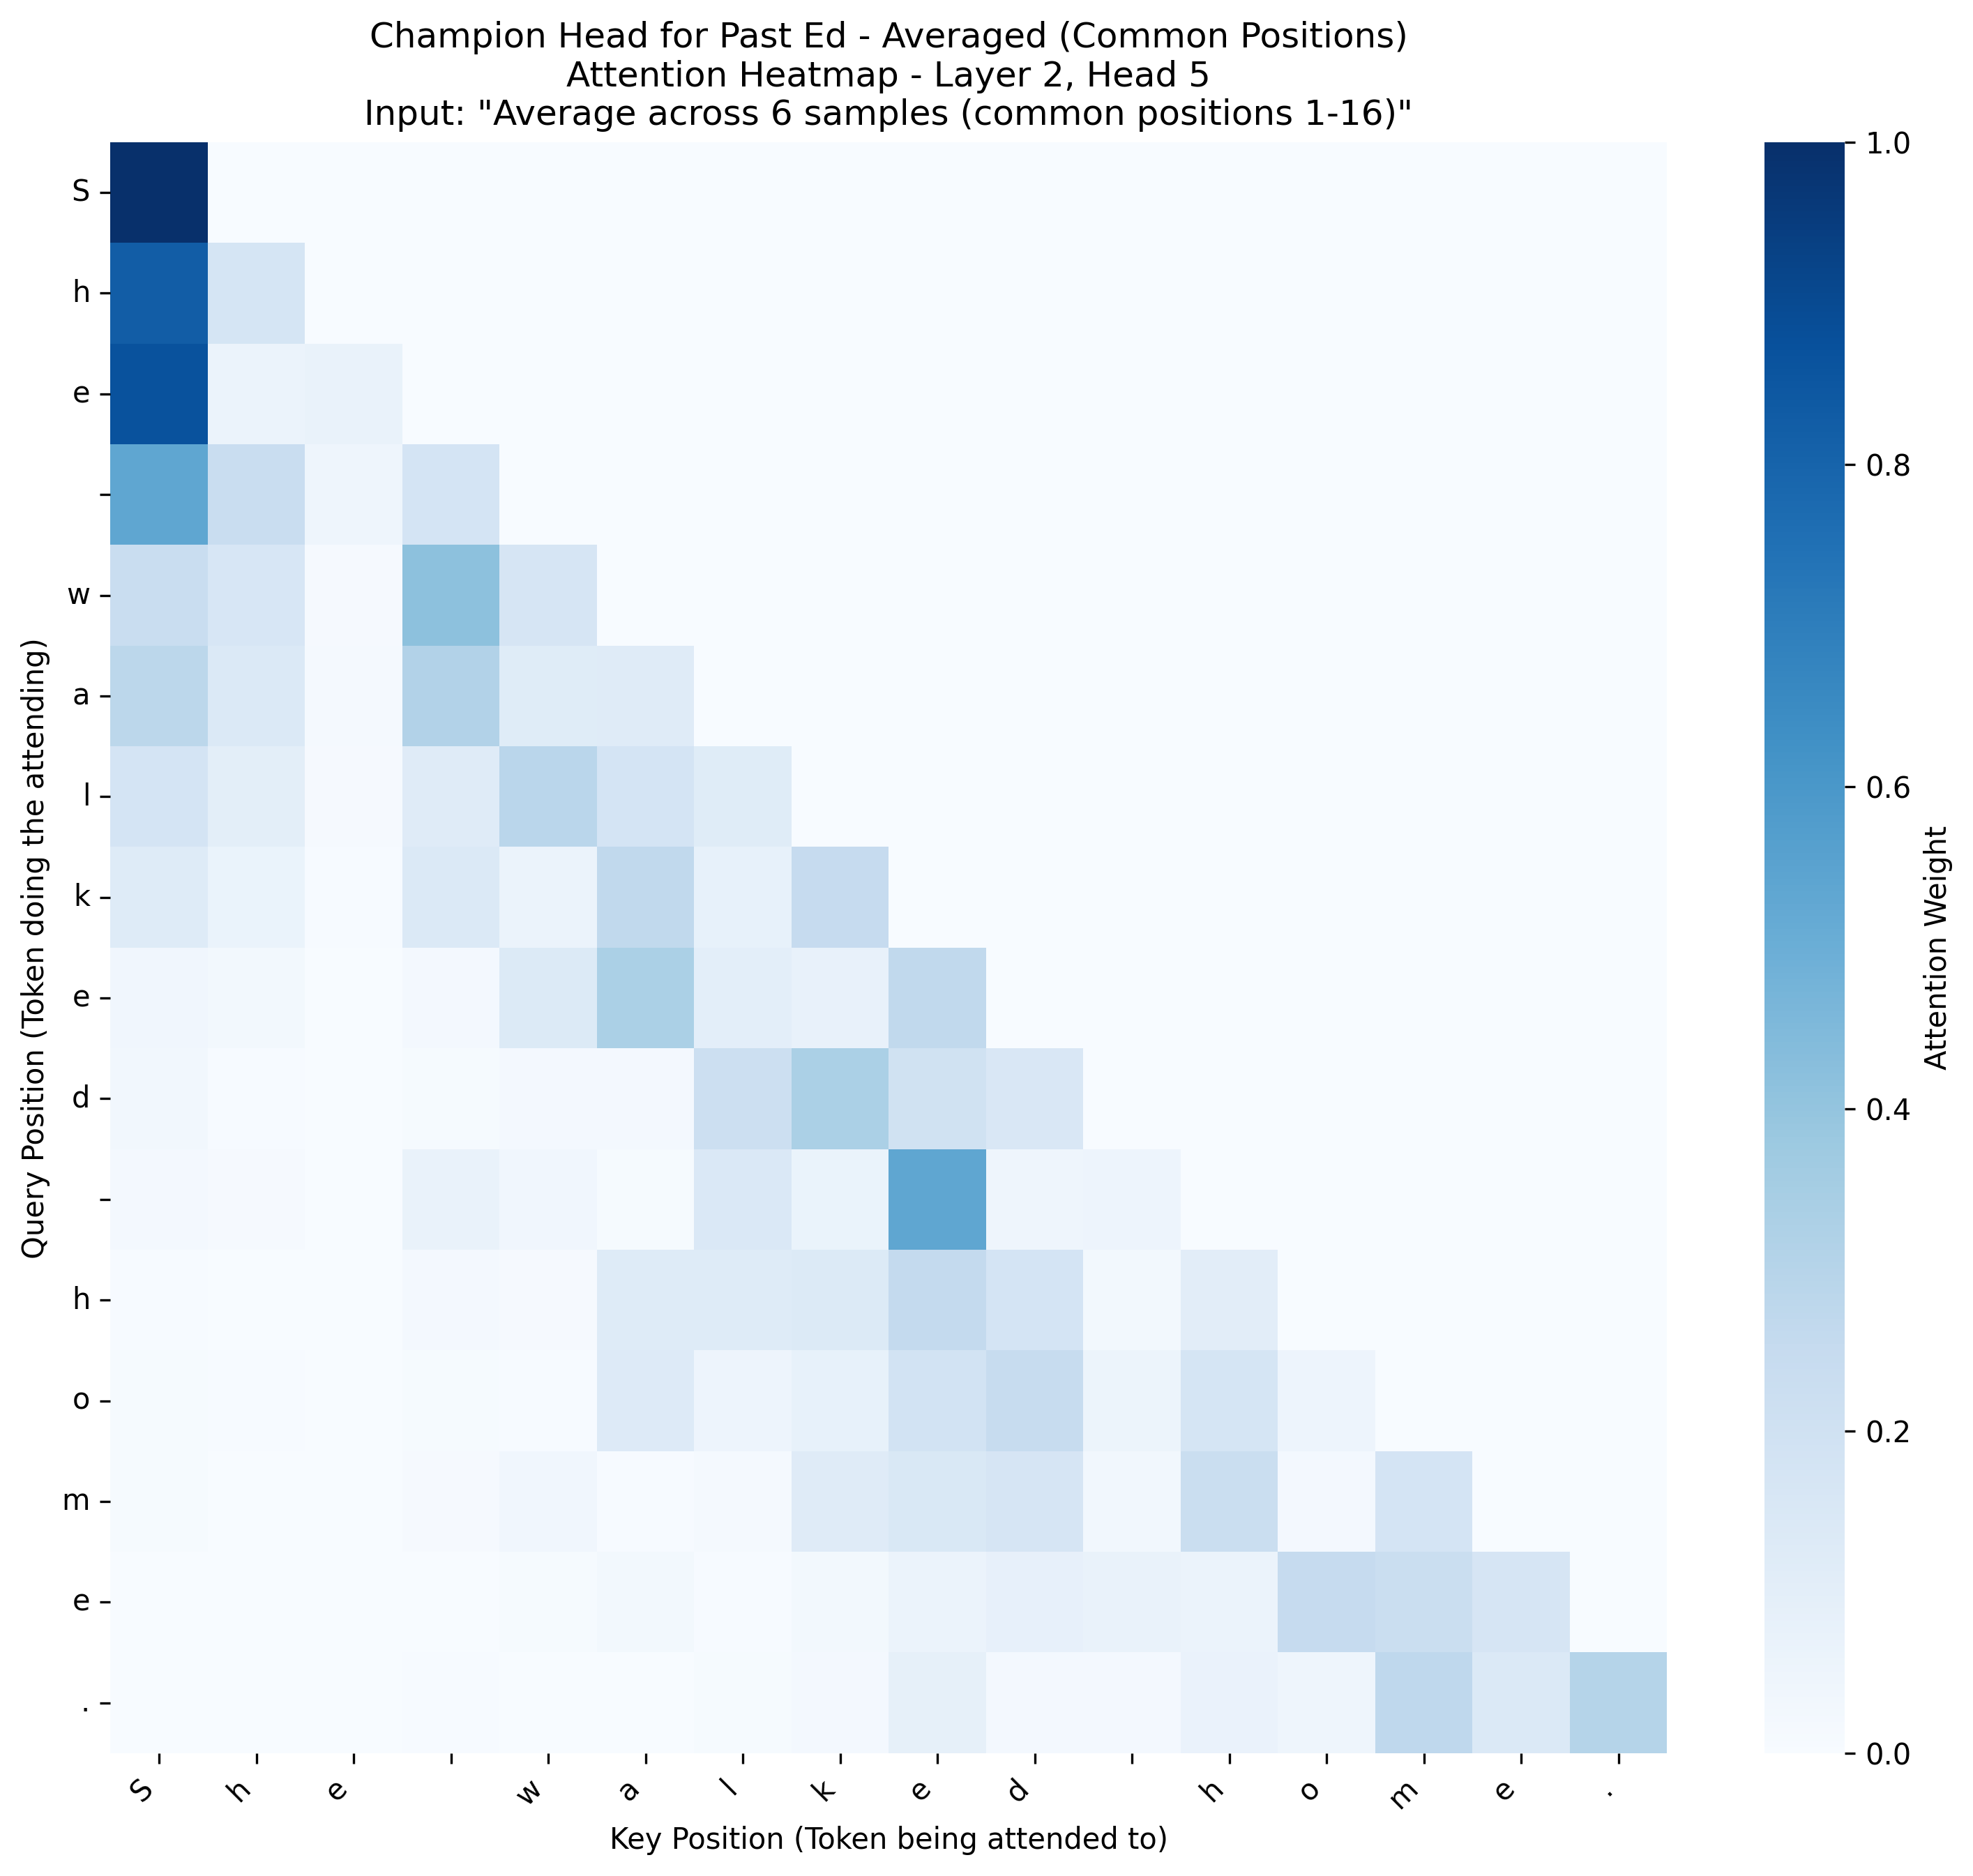 Champion Head for Past Ed - Averaged (Common Positions)
Attention Heatmap - Layer 2, Head 5
Input: "Average across 6 samples (common positions 1-16)"
Query Position (Token doing the attending)
S
h
e
w
a
l
k
e
d
h
o
m
e
.
S h e w a l k e d h o m e .
Key Position (Token being attended to)
1.0
0.8
0.6
0.4
0.2
0.0
Attention Weight